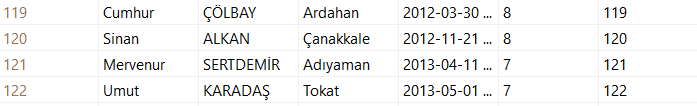 119 Cumhur ÇÖLBAY Ardahan 2012-03-30 ... 8 119
120 Sinan ALKAN Çanakkale 2012-11-21 ... 8 120
121 Mervenur SERTDEMİR Adıyaman 2013-04-11 ... 7 121
122 Umut KARADAŞ Tokat 2013-05-01 ... 7 122